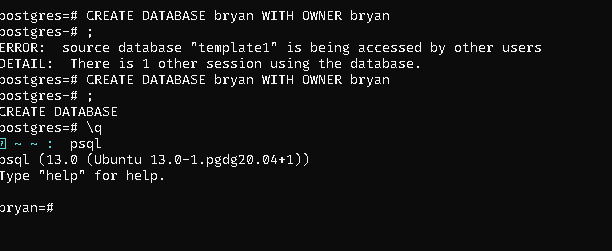 postgres=# CREATE DATABASE bryan WITH OWNER bryan
postgres-# ;
ERROR:  source database "template1" is being accessed by other users
DETAIL:  There is 1 other session using the database.
postgres=# CREATE DATABASE bryan WITH OWNER bryan
postgres-# ;
CREATE DATABASE
postgres=# \q
? ~ ~ :  psql
psql (13.0 (Ubuntu 13.0-1.pgdg20.04+1))
Type "help" for help.
bryan=#